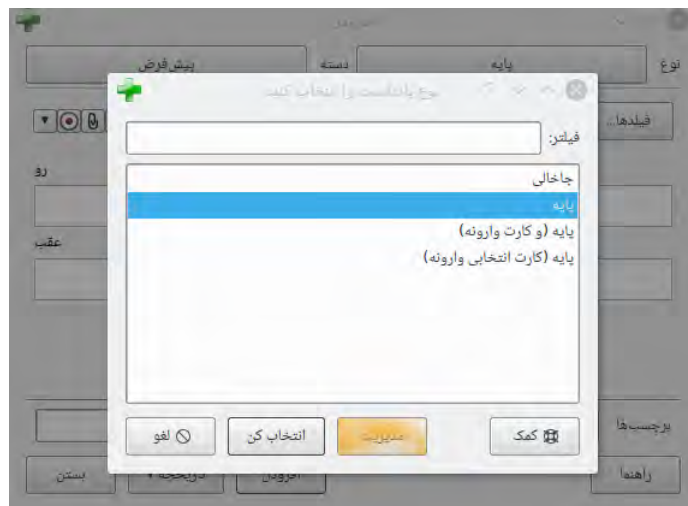 نوع
پایه
دسته
پیش‌فرض
نوع یادداشت را انتخاب کنید
فیلدها...
فیلتر:
رو
جاخالی
پایه
پایه (و کارت وارونه)
پایه (کارت انتخابی وارونه)
عقب
برچسب‌ها
کمک
مدیریت
انتخاب کن
لغو
راهنما
افزودن
تاریخچه
بستن